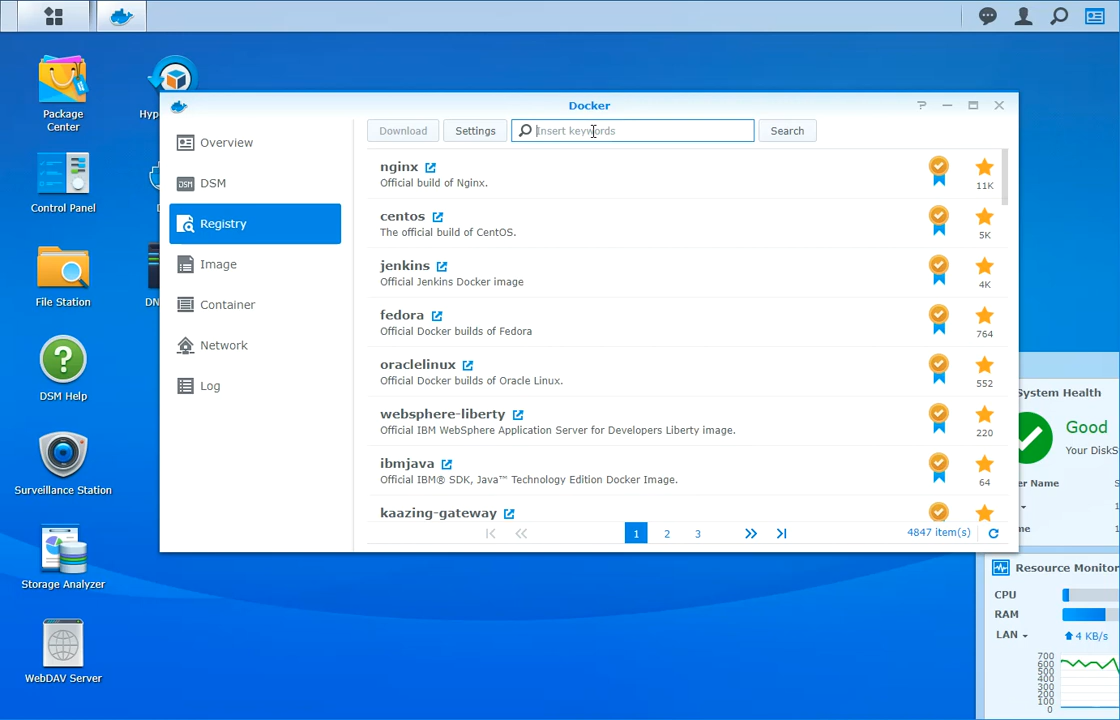 Package
Center
Hyp
Control Panel
D
File Station
DN
DSM Help
Surveillance Station
Storage Analyzer
WebDAV Server
Docker
Overview
DSM
DSM
Registry
Image
Container
Network
Log
Download
Settings
Insert keywords
Search
nginx
Official build of Nginx.
11K
centos
The official build of CentOS.
5K
jenkins
Official Jenkins Docker image
4K
fedora
Official Docker builds of Fedora
764
oraclelinux
Official Docker builds of Oracle Linux.
552
websphere-liberty
Official IBM WebSphere Application Server for Developers Liberty image.
220
ibmjava
Official IBM® SDK, Java™ Technology Edition Docker Image.
64
kaazing-gateway
1 2 3
4847 item(s)
System Health
Good
Your DiskS
er Name
S
me
1
Resource Monitor
CPU
RAM
LAN
4 KB/s
700
600
500
400
300
200
100
0